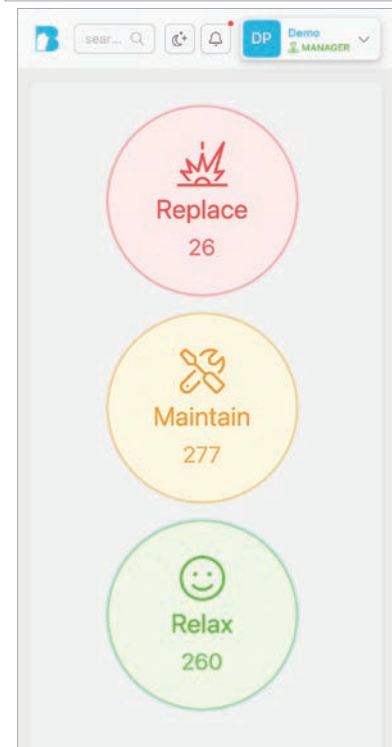 sear...
DP
Demo
MANAGER
Replace
26
Maintain
277
Relax
260